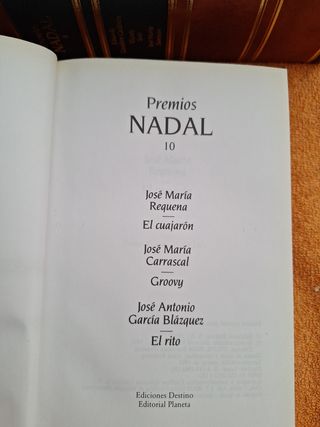 Premios
NADAL
10
José María
Requena
El cuajarón
José María
Carrascal
Groovy
José Antonio
García Blázquez
El rito
Ediciones Destino
Editorial Planeta